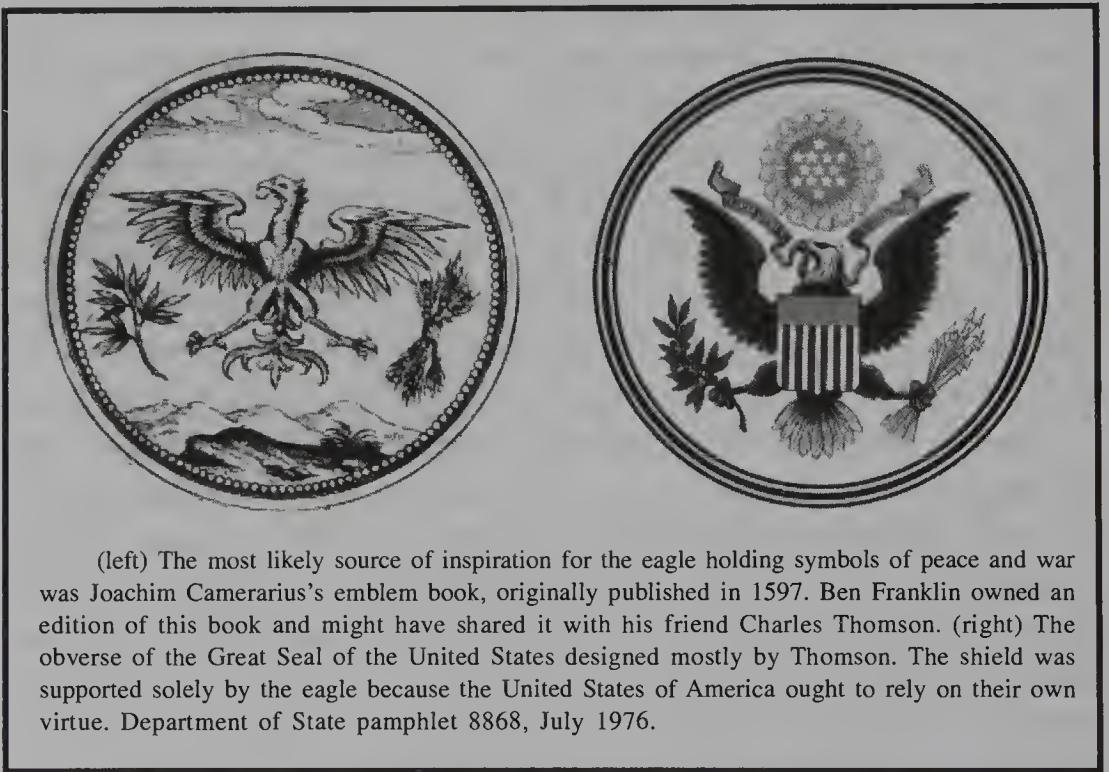 (left) The most likely source of inspiration for the eagle holding symbols of peace and war
was Joachim Camerarius's emblem book, originally published in 1597. Ben Franklin owned an
edition of this book and might have shared it with his friend Charles Thomson. (right) The
obverse of the Great Seal of the United States designed mostly by Thomson. The shield was
supported solely by the eagle because the United States of America ought to rely on their own
virtue. Department of State pamphlet 8868, July 1976.